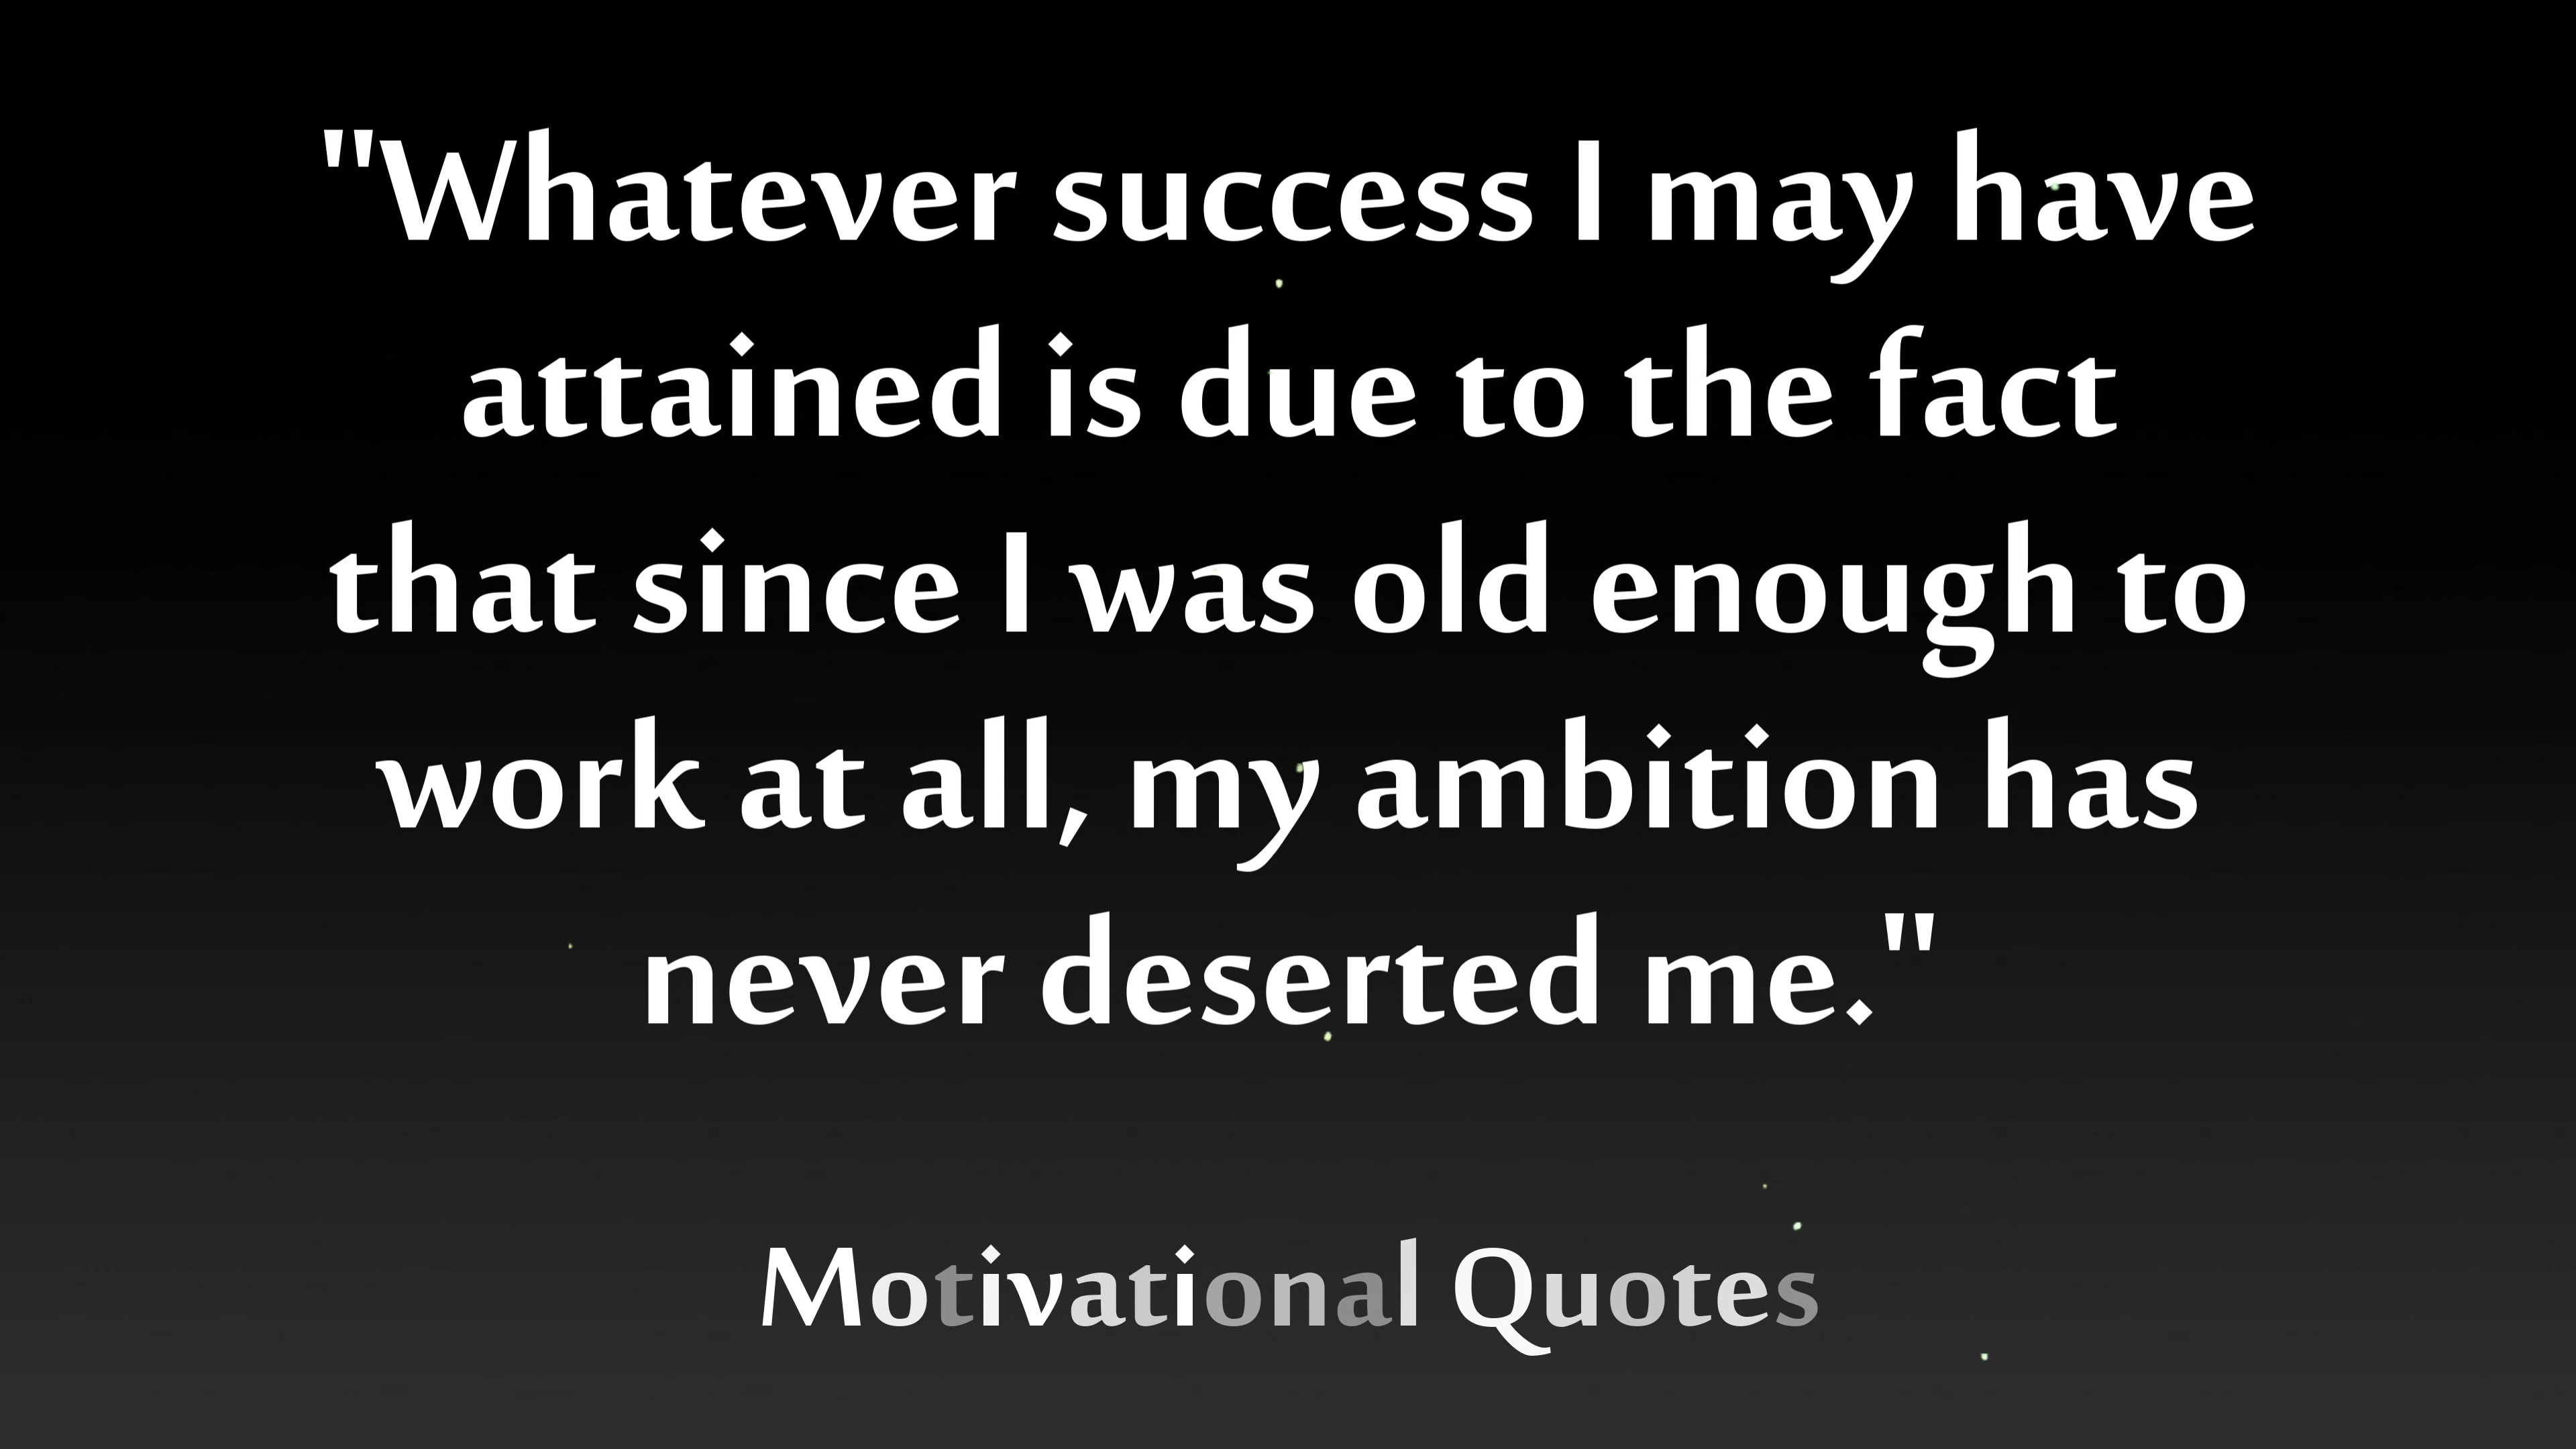 "Whatever success I may have
attained is due to the fact
that since I was old enough to
work at all, my ambition has
never deserted me."
Motivational Quotes